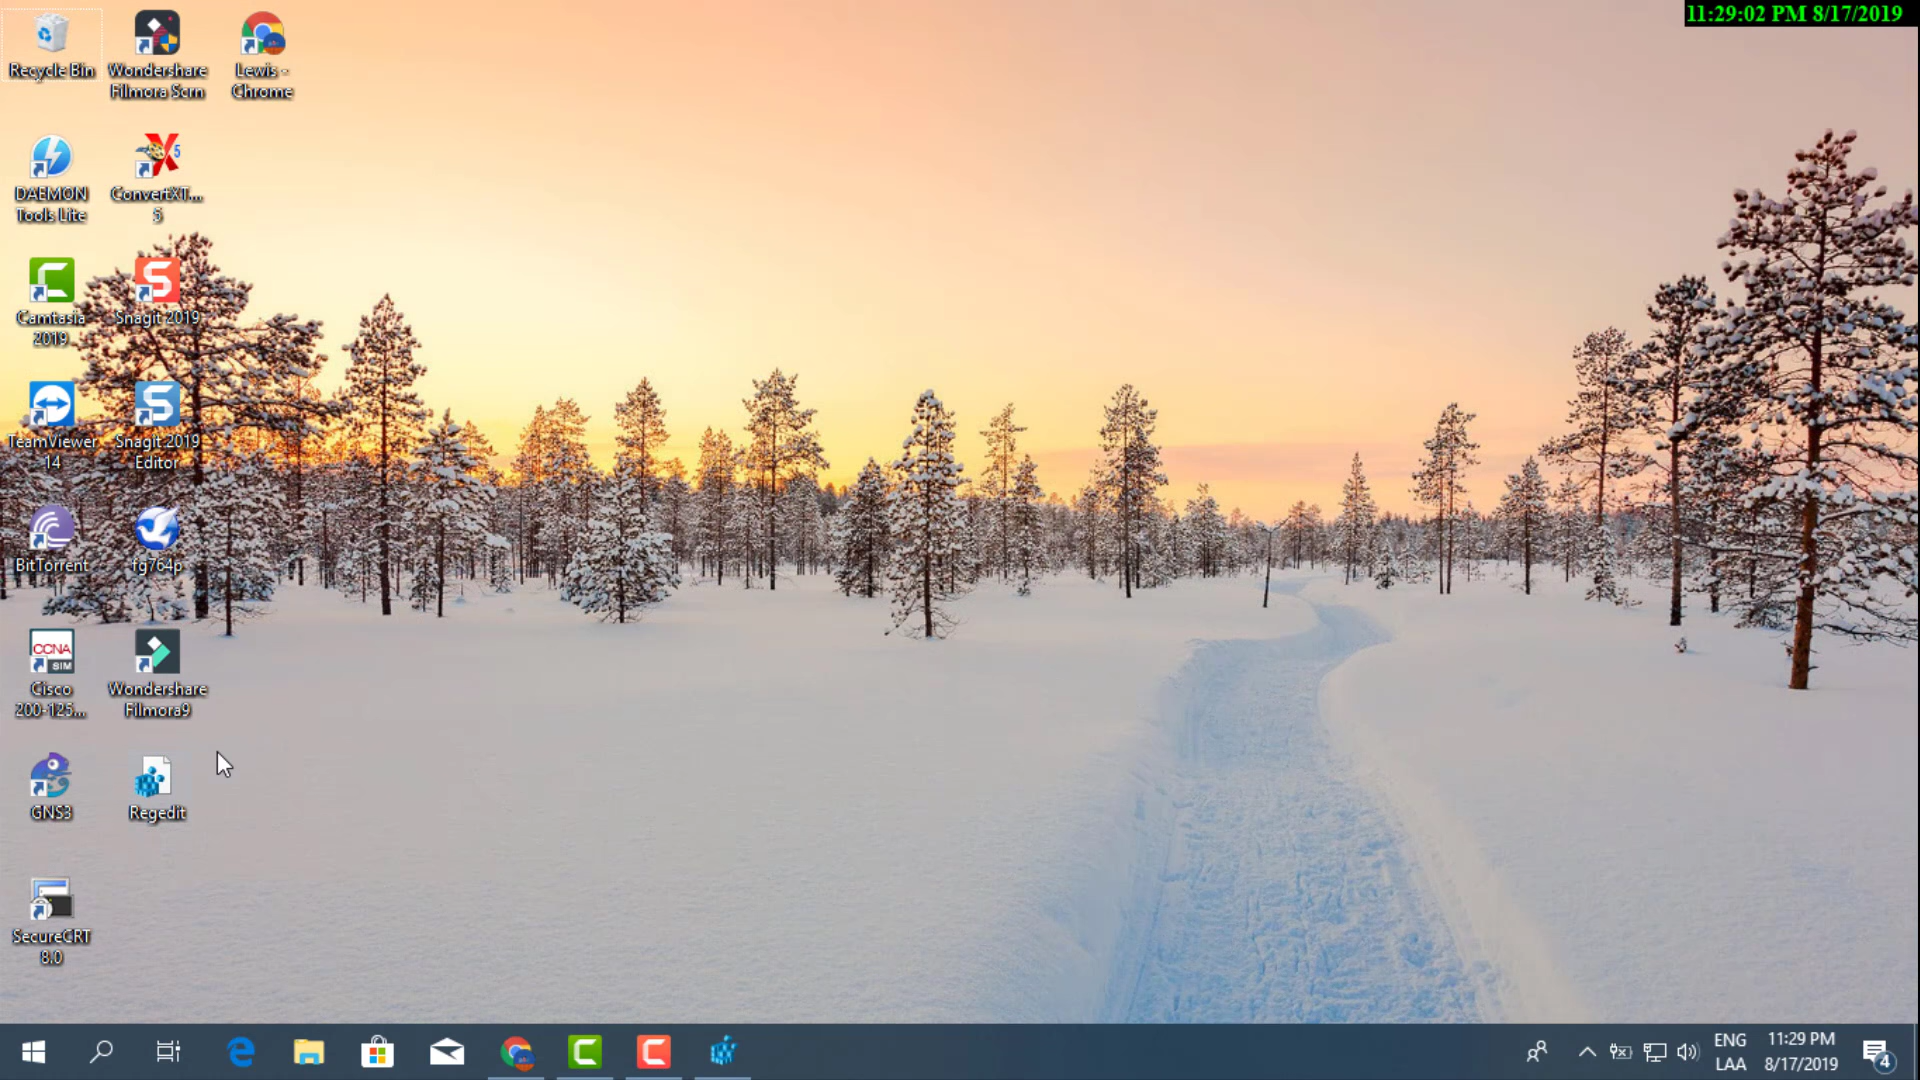 11:29:02 PM 8/17/2019
Recycle Bin
Wondershare
Filmora Scrn
Lewis -
Chrome
DAEMON
Tools Lite
5
ConvertXT...
5
Camtasia
2019
Snagit 2019
TeamViewer
14
Snagit 2019
Editor
BitTorrent
fg764p
CCNA
SIM
Cisco
200-125...
Wondershare
Filmora9
GNS3
Regedit
SecureCRT
8.0
ENG
LAA
11:29 PM
8/17/2019
4